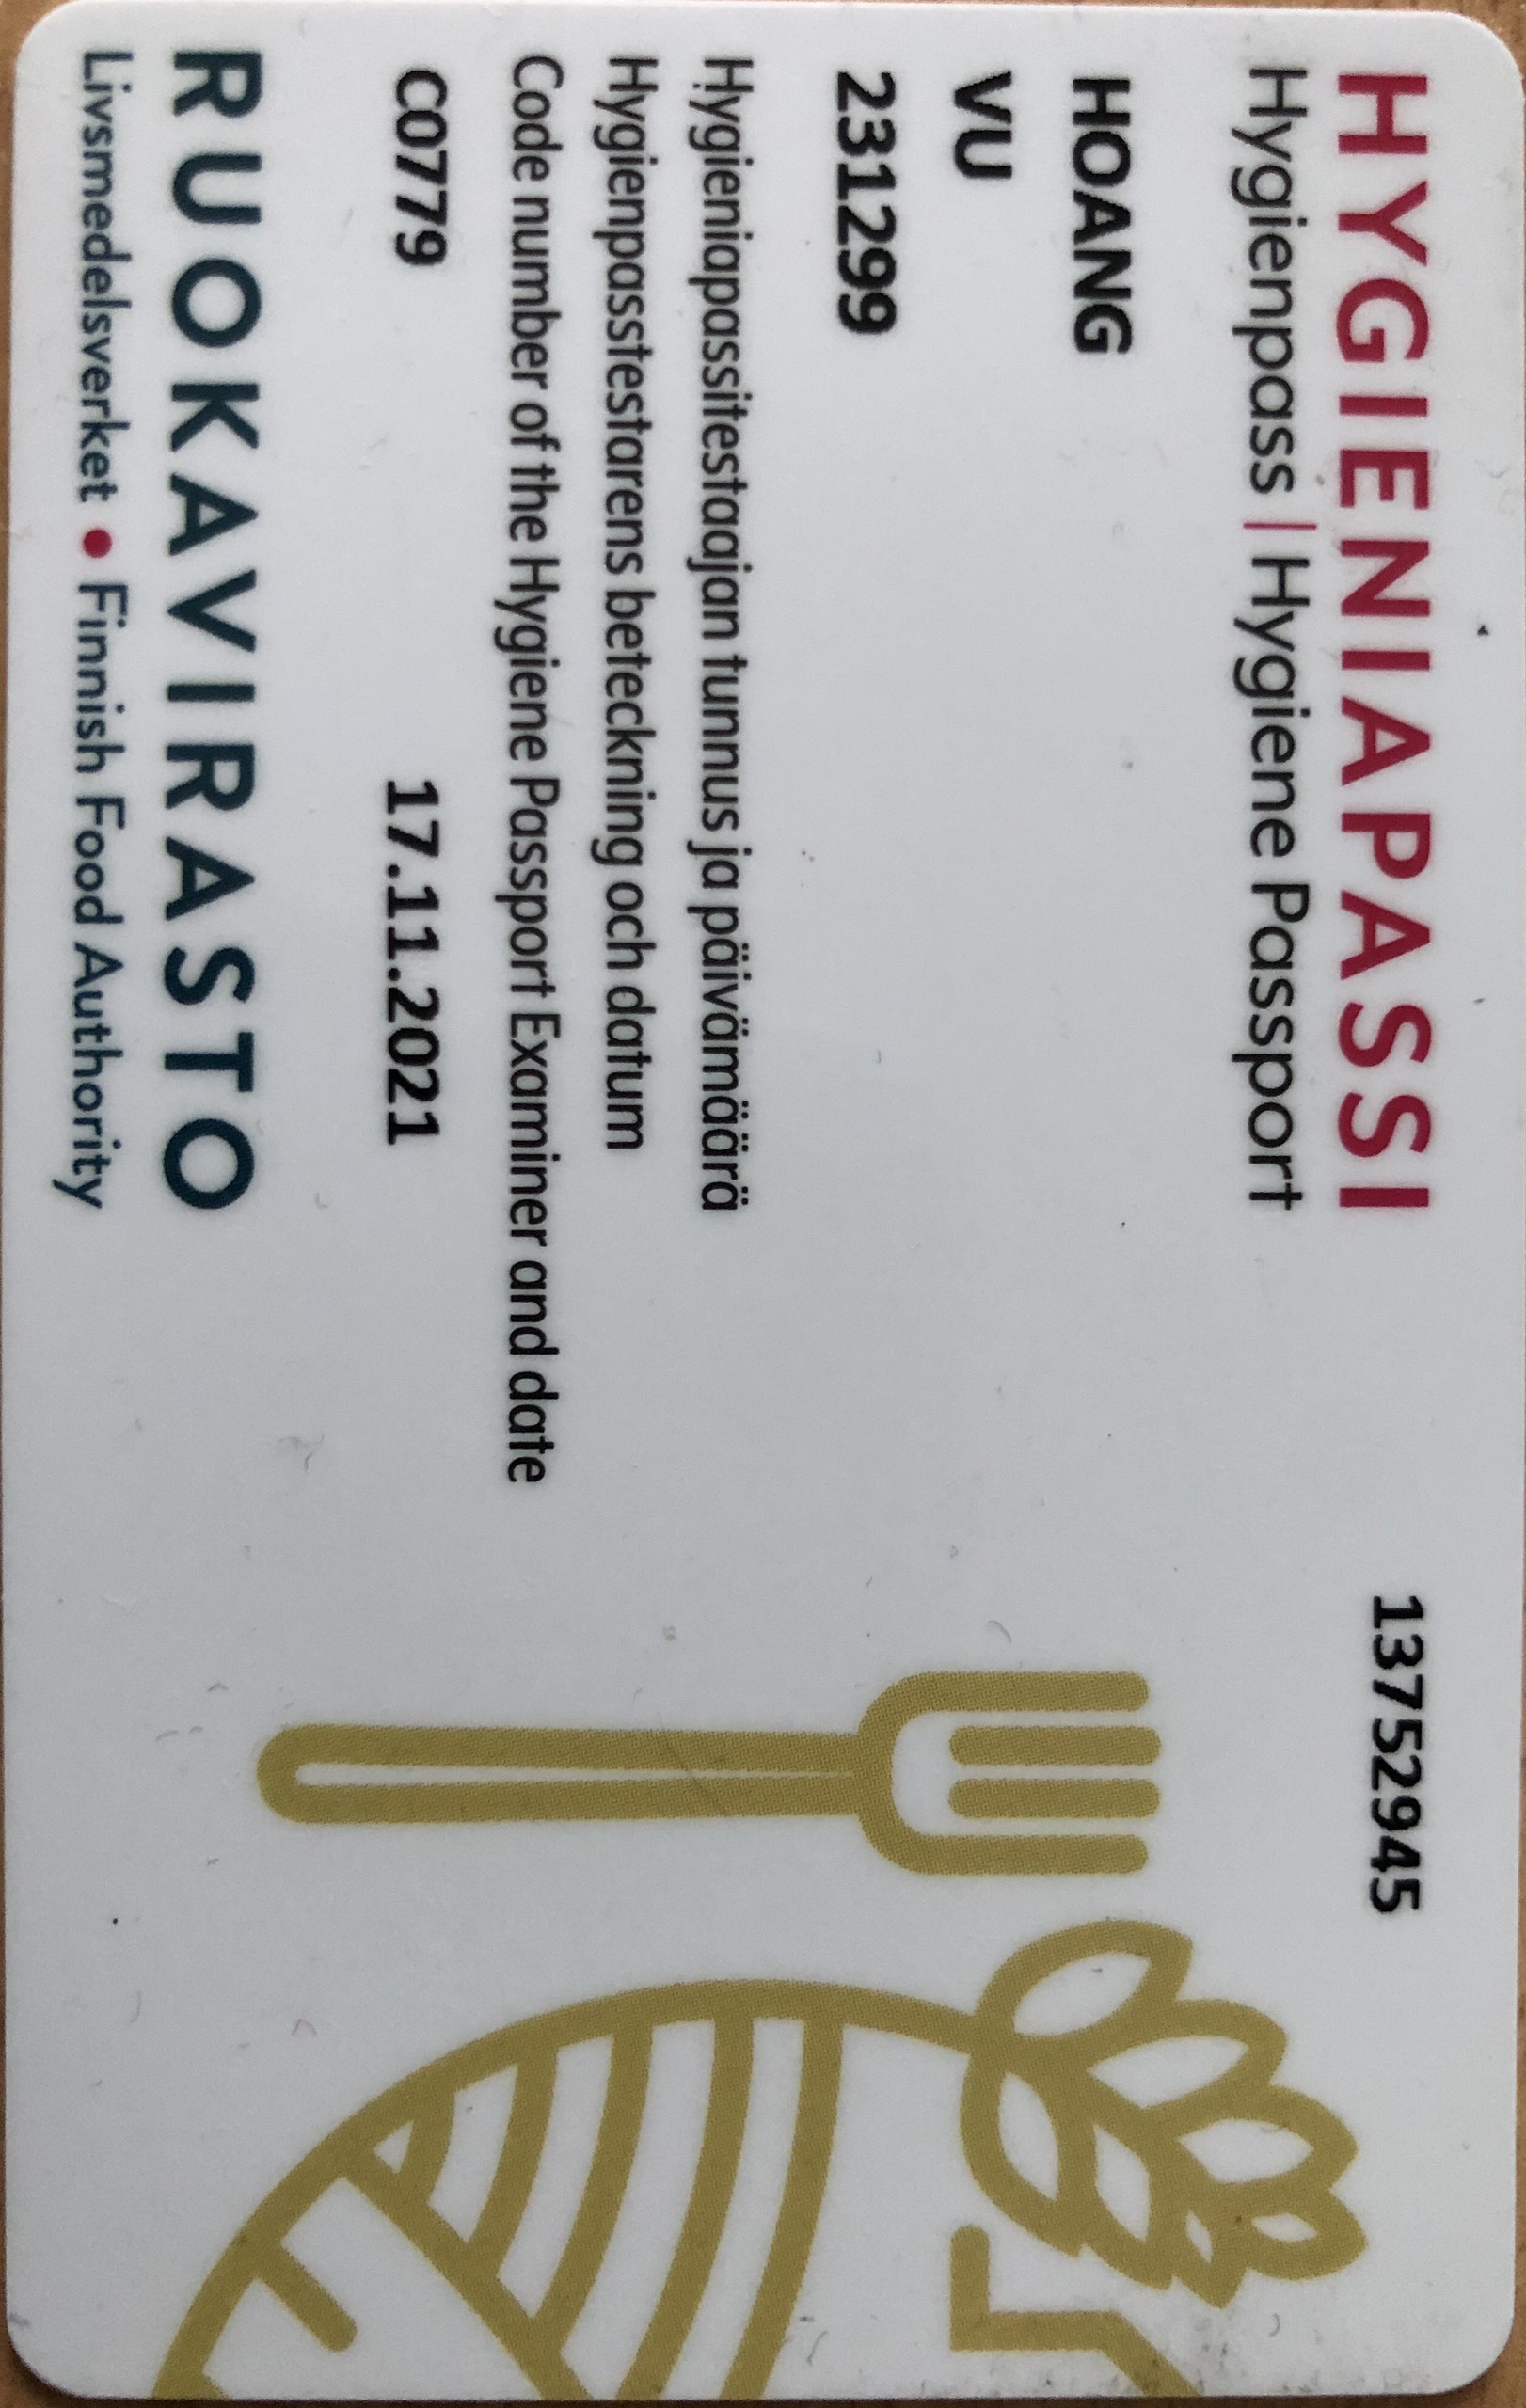 HYGIENIAPASSI
13752945
Hygienpass | Hygiene Passport
HOANG
VU
231299
Hygieniapassitestaajan tunnus ja päivämäärä
Hygienpasstestarens beteckning och datum
Code number of the Hygiene Passport Examiner and date
C0779 17.11.2021
RUOKAVIRASTO
Livsmedelsverket • Finnish Food Authority